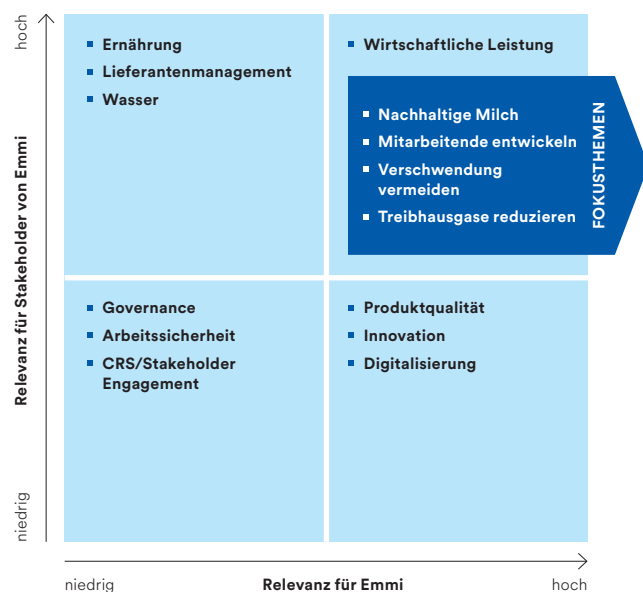 hoch
Relevanz für Stakeholder von Emmi
niedrig
Ernährung
Lieferantenmanagement
Wasser
Wirtschaftliche Leistung
Nachhaltige Milch
Mitarbeitende entwickeln
Verschwendung
vermeiden
Treibhausgase reduzieren
FOKUSTHEMEN
Governance
Arbeitssicherheit
CRS/Stakeholder
Engagement
Produktqualität
Innovation
Digitalisierung
niedrig
Relevanz für Emmi
hoch